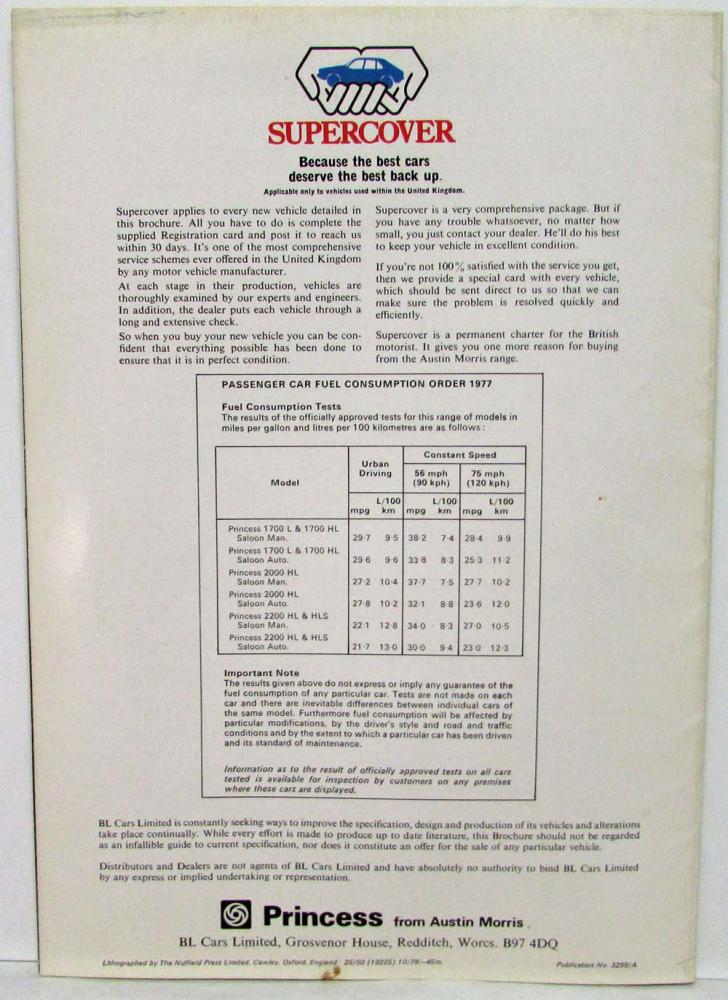 SUPERCOVER
Because the best cars
deserve the best back up.
Applicable only to vehicles used within the United Kingdom.
Supercover applies to every new vehicle detailed in
this brochure. All you have to do is complete the
supplied Registration card and post it to reach us
within 30 days. It's one of the most comprehensive
service schemes ever offered in the United Kingdom
by any motor vehicle manufacturer.
At each stage in their production, vehicles are
thoroughly examined by our experts and engineers.
In addition, the dealer puts each vehicle through a
long and extensive check.
So when you buy your new vehicle you can be con-
fident that everything possible has been done to
ensure that it is in perfect condition.
Supercover is a very comprehensive package. But if
you have any trouble whatsoever, no matter how
small, you just contact your dealer. He'll do his best
to keep your vehicle in excellent condition.
If you're not 100% satisfied with the service you get,
then we provide a special card with every vehicle,
which should be sent direct to us so that we can
make sure the problem is resolved quickly and
efficiently.
Supercover is a permanent charter for the British
motorist. It gives you one more reason for buying
from the Austin Morris range.
PASSENGER CAR FUEL CONSUMPTION ORDER 1977
Fuel Consumption Tests
The results of the officially approved tests for this range of models in
miles per gallon and litres per 100 kilometres are as follows:
Constant Speed
Urban
Driving
56 mph
(90 kph)
75 mph
(120 kph)
Model
L/100 L/100 L/100
mpg km mpg km mpg km
Princess 1700 L & 1700 HL
Saloon Man. 29·7 9·5 38·2 7·4 28·4 9·9
Princess 1700 L & 1700 HL
Saloon Auto. 29·6 9·6 33·8 8·3 25·3 11·2
Princess 2000 HL
Saloon Man. 27·2 10·4 37·7 7·5 27·7 10·2
Princess 2000 HL
Saloon Auto. 27·8 10·2 32·1 8·8 23·6 12·0
Princess 2200 HL & HLS
Saloon Man. 22·1 12·8 34·0 8·3 27·0 10·5
Princess 2200 HL & HLS
Saloon Auto. 21·7 13·0 30·0 9·4 23·0 12·3
Important Note
The results given above do not express or imply any guarantee of the
fuel consumption of any particular car. Tests are not made on each
car and there are inevitable differences between individual cars of
the same model. Furthermore fuel consumption will be affected by
particular modifications, by the driver's style and road and traffic
conditions and by the extent to which a particular car has been driven
and its standard of maintenance.
Information as to the result of officially approved tests on all cars
tested is available for inspection by customers on any premises
where these cars are displayed.
BL Cars Limited is constantly seeking ways to improve the specification, design and production of its vehicles and alterations
take place continually. While every effort is made to produce up to date literature, this Brochure should not be regarded
as an infallible guide to current specification, nor does it constitute an offer for the sale of any particular vehicle.
Distributors and Dealers are not agents of BL Cars Limited and have absolutely no authority to bind BL Cars Limited
by any express or implied undertaking or representation.
Princess from Austin Morris.
BL Cars Limited, Grosvenor House, Redditch, Worcs. B97 4DQ
Lithographed by The Nuffield Press Limited, Cowley, Oxford, England 25/50 (19225) 10/78—45m.
Publication No. 3299/A